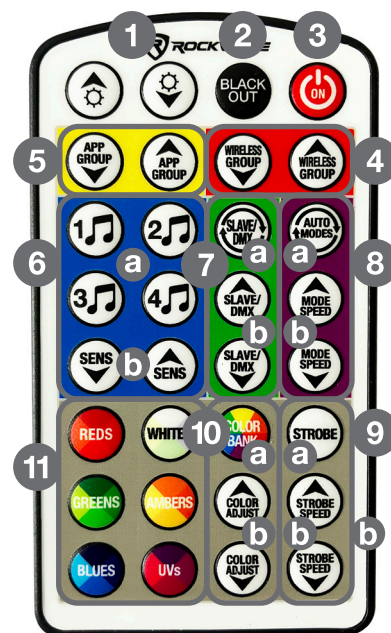 1
2
3
ROCK
BLACK
OUT
ON
5
APP
GROUP
APP
GROUP
WIRELESS
GROUP
WIRELESS
GROUP
4
6
1
2
a
3
4
b
SENS
SENS
7
SLAVE/
DMX
a
SLAVE/
DMX
b
SLAVE/
DMX
8
AUTO
MODES
a
MODE
SPEED
b
MODE
SPEED
11
REDS
WHITE
GREENS
AMBERS
BLUES
UVs
10
COLOR
BANK
a
COLOR
ADJUST
b
COLOR
ADJUST
9
STROBE
a
STROBE
SPEED
b
b
STROBE
SPEED